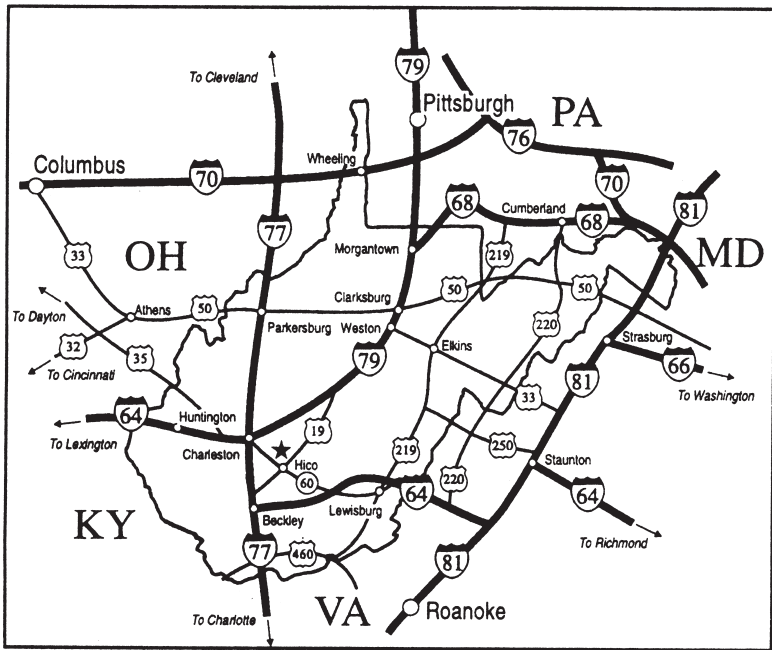 To Cleveland
79
Pittsburgh
PA
76
Columbus
Wheeling
70
70
68
Cumberland
68
81
77
33
OH
Morgantown
219
MD
Clarksburg
50
50
Athens
50
To Dayton
Parkersburg
Weston
220
Strasburg
Elkins
32
35
79
To Cincinnati
66
81
33
To Washington
64
Huntington
19
To Lexington
Charleston
219
250
Hico
Staunton
60
220
64
64
Lewisburg
KY
Beckley
To Richmond
77
460
81
VA
Roanoke
To Charlotte